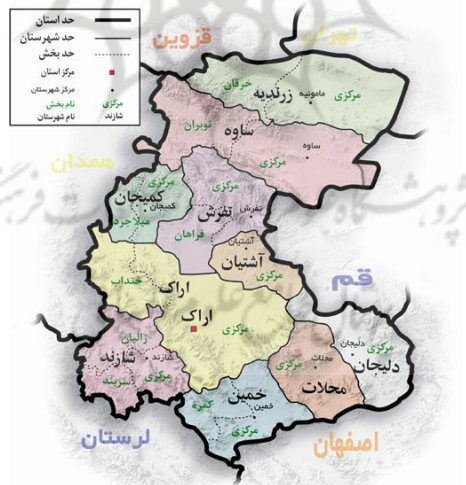 حد استان
حد شهرستان
حد بخش
مرکز استان
مرکز شهرستان
مرکزی نام بخش
شازند نام شهرستان
تهران
قزوین
همدان
قم
لرستان
اصفهان
خرقان
زرندیه
مامونیه
مرکزی
نوبران
ساوه
ساوه
مرکزی
مرکزی
کمیجان
کمیجان
میلاجرد
مرکزی
تفرش
تفرش
فراهان
آشتیان
آشتیان
مرکزی
خنداب
اراک
اراک
مرکزی
زالیان
شازند
شازند
سربند
مرکزی
خمین
خمین
کمره
مرکزی
محلات
مرکزی
محلات
دلیجان
مرکزی
دلیجان